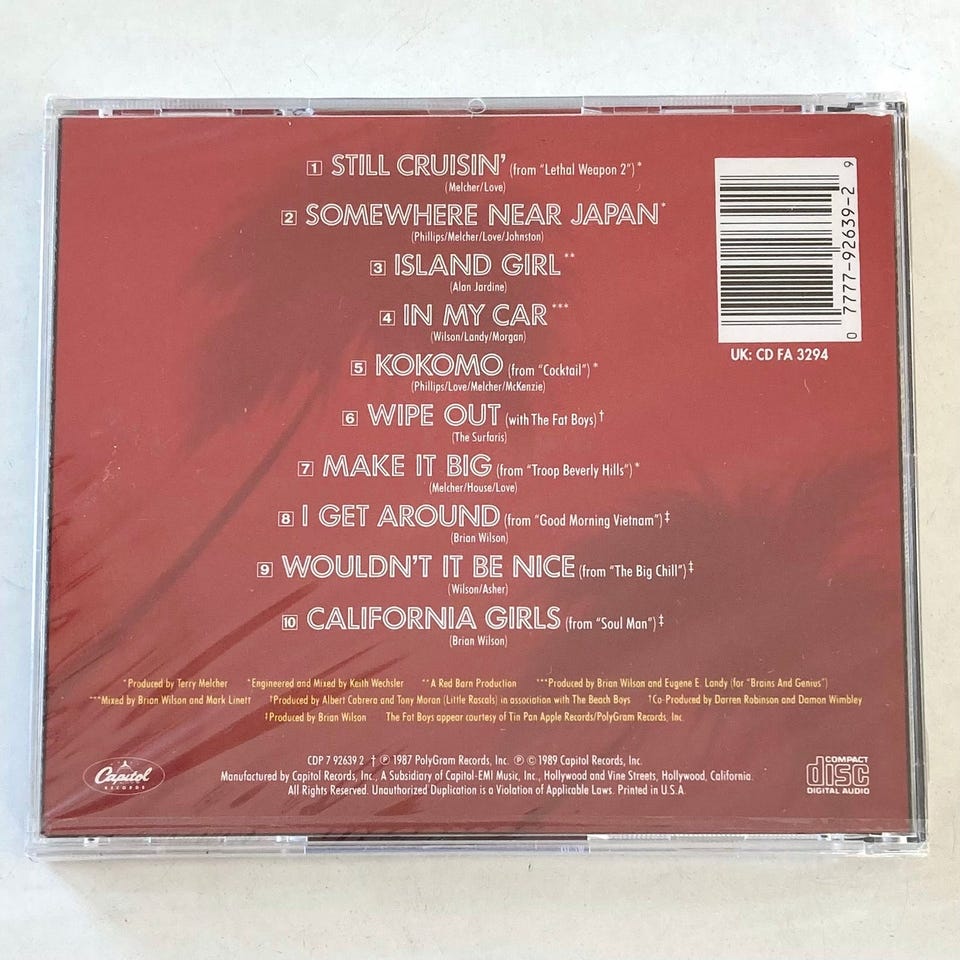 1 STILL CRUISIN' (from "Lethal Weapon 2")*
(Melcher/Love)
2 SOMEWHERE NEAR JAPAN*
(Phillips/Melcher/Love/Johnston)
3 ISLAND GIRL**
(Alan Jardine)
4 IN MY CAR***
(Wilson/Landy/Morgan)
5 KOKOMO (from "Cocktail")*
(Phillips/Love/Melcher/McKenzie)
6 WIPE OUT (with The Fat Boys)†
(The Surfaris)
7 MAKE IT BIG (from "Troop Beverly Hills")*
(Melcher/House/Love)
8 I GET AROUND (from "Good Morning Vietnam")‡
(Brian Wilson)
9 WOULDN'T IT BE NICE (from "The Big Chill")‡
(Wilson/Asher)
10 CALIFORNIA GIRLS (from "Soul Man")‡
(Brian Wilson)
0 7777-92639-2 9
UK: CD FA 3294
*Produced by Terry Melcher *Engineered and Mixed by Keith Wechsler **A Red Barn Production ***Produced by Brian Wilson and Eugene E. Landy (for "Brains And Genius")
***Mixed by Brian Wilson and Mark Linett †Produced by Albert Cabrera and Tony Moran (Little Rascals) in association with The Beach Boys †Co-Produced by Darren Robinson and Damon Wimbley
‡Produced by Brian Wilson The Fat Boys appear courtesy of Tin Pan Apple Records/PolyGram Records, Inc.
CDP 7 92639 2 † ℗ 1987 PolyGram Records, Inc. ℗ © 1989 Capitol Records, Inc.
Manufactured by Capitol Records, Inc., A Subsidiary of Capitol-EMI Music, Inc., Hollywood and Vine Streets, Hollywood, California.
All Rights Reserved. Unauthorized Duplication is a Violation of Applicable Laws. Printed in U.S.A.
Capitol
RECORDS
COMPACT
disc
DIGITAL AUDIO